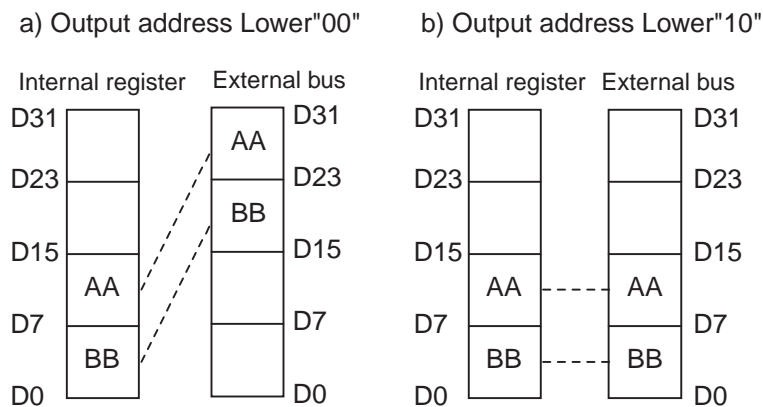 a) Output address Lower"00"
Internal register External bus
D31 D31
AA
D23 D23
BB
D15 D15
AA
D7 D7
BB
D0 D0
b) Output address Lower"10"
Internal register External bus
D31 D31
D23 D23
D15 D15
AA AA
D7 D7
BB BB
D0 D0